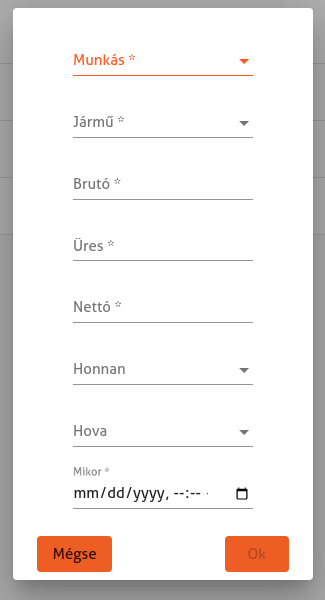 Munkás *
Jármű *
Brutó *
Üres *
Nettó *
Honnan
Hova
Mikor *
mm/dd/yyyy, --:-- -
Mégse
Ok